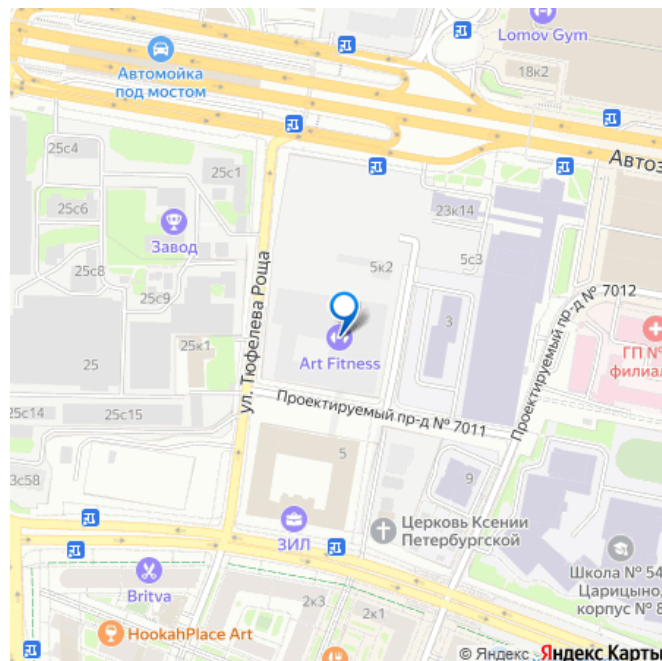 Lomov Gym
18к2
Автомойка
под мостом
Автоз
25с4
25с1
25с6
Завод
23к14
5с3
5к2
25с8
25с9
ул. Тюфелева Роща
Проектируемый пр-д № 7012
3
25к1
Art Fitness
ГП №
филиал
25
25с14
25с15
Проектируемый пр-д № 7011
3с58
5
9
ЗИЛ
Церковь Ксении
Петербургской
Britva
Школа № 54
Царицыно,
корпус № 8
2к3
2к1
HookahPlace Art
© Яндекс Яндекс Карты